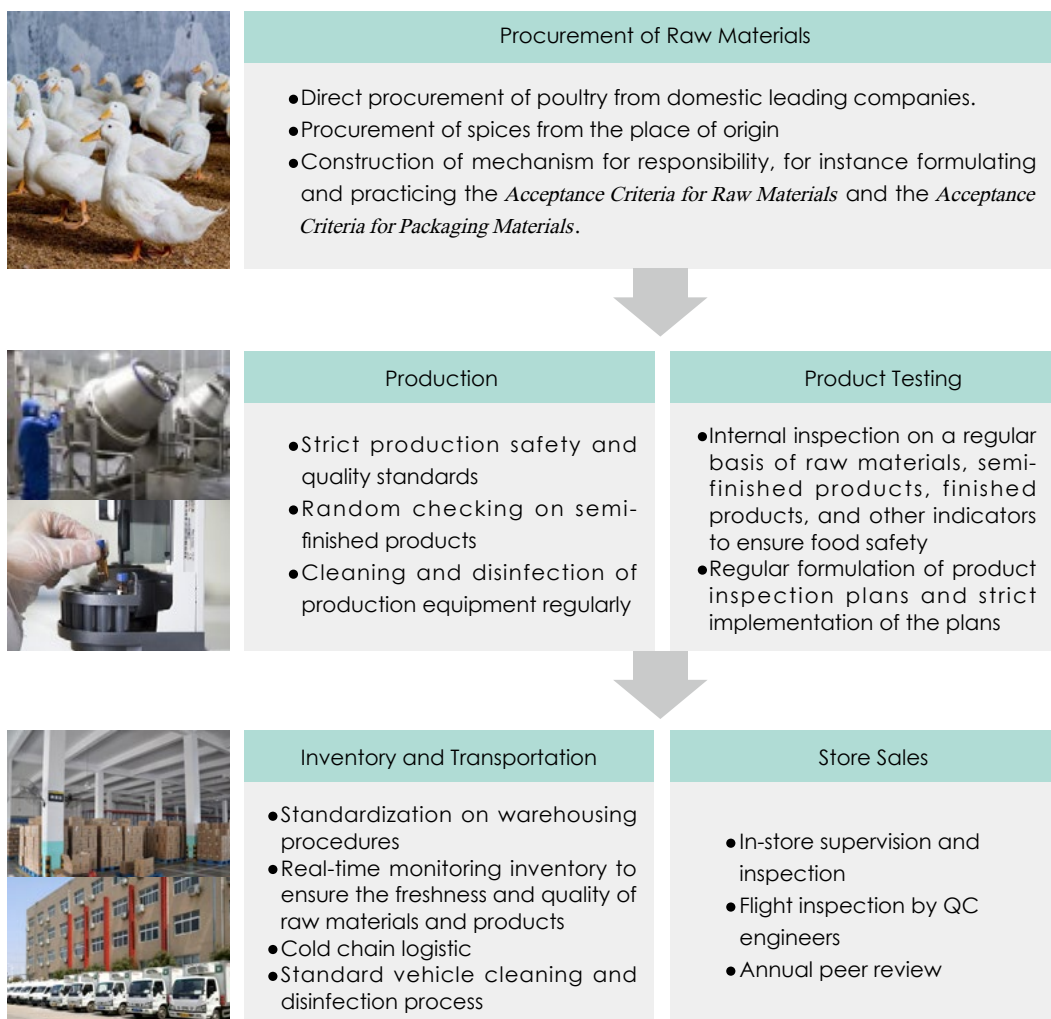 Procurement of Raw Materials
●Direct procurement of poultry from domestic leading companies.
●Procurement of spices from the place of origin
●Construction of mechanism for responsibility, for instance formulating
and practicing the Acceptance Criteria for Raw Materials and the Acceptance
Criteria for Packaging Materials.
Production
●Strict production safety and
quality standards
●Random checking on semi-
finished products
●Cleaning and disinfection of
production equipment regularly
Product Testing
●Internal inspection on a regular
basis of raw materials, semi-
finished products, finished
products, and other indicators
to ensure food safety
●Regular formulation of product
inspection plans and strict
implementation of the plans
Inventory and Transportation
●Standardization on warehousing
procedures
●Real-time monitoring inventory to
ensure the freshness and quality of
raw materials and products
●Cold chain logistic
●Standard vehicle cleaning and
disinfection process
Store Sales
●In-store supervision and
inspection
●Flight inspection by QC
engineers
●Annual peer review